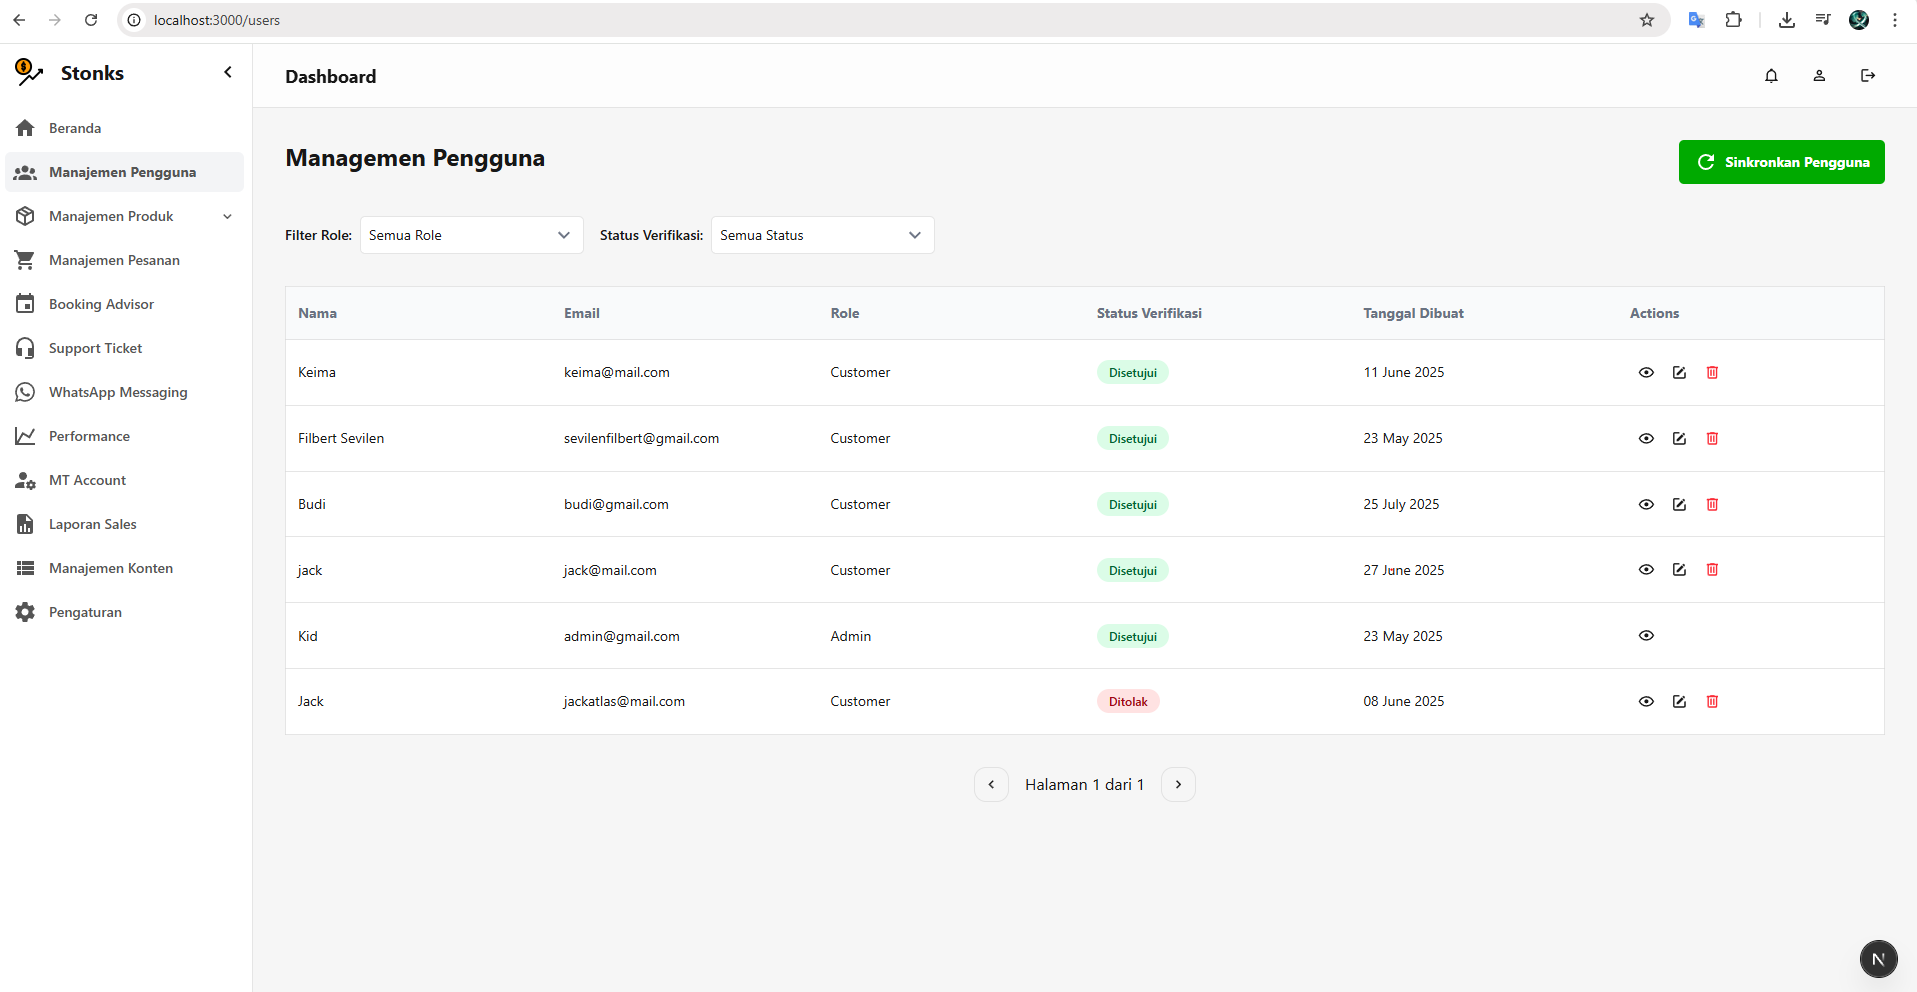 localhost:3000/users
Stonks
Dashboard
Beranda
Manajemen Pengguna
Manajemen Produk
Manajemen Pesanan
Booking Advisor
Support Ticket
WhatsApp Messaging
Performance
MT Account
Laporan Sales
Manajemen Konten
Pengaturan
Managemen Pengguna
Sinkronkan Pengguna
Filter Role: Semua Role Status Verifikasi: Semua Status
Nama Email Role Status Verifikasi Tanggal Dibuat Actions
Keima keima@mail.com Customer Disetujui 11 June 2025
Filbert Sevilen sevilenfilbert@gmail.com Customer Disetujui 23 May 2025
Budi budi@gmail.com Customer Disetujui 25 July 2025
jack jack@mail.com Customer Disetujui 27 June 2025
Kid admin@gmail.com Admin Disetujui 23 May 2025
Jack jackatlas@mail.com Customer Ditolak 08 June 2025
Halaman 1 dari 1
N